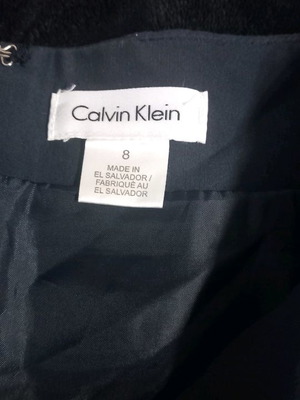 Calvin Klein
8
MADE IN
EL SALVADOR /
FABRIQUÉ AU
EL SALVADOR